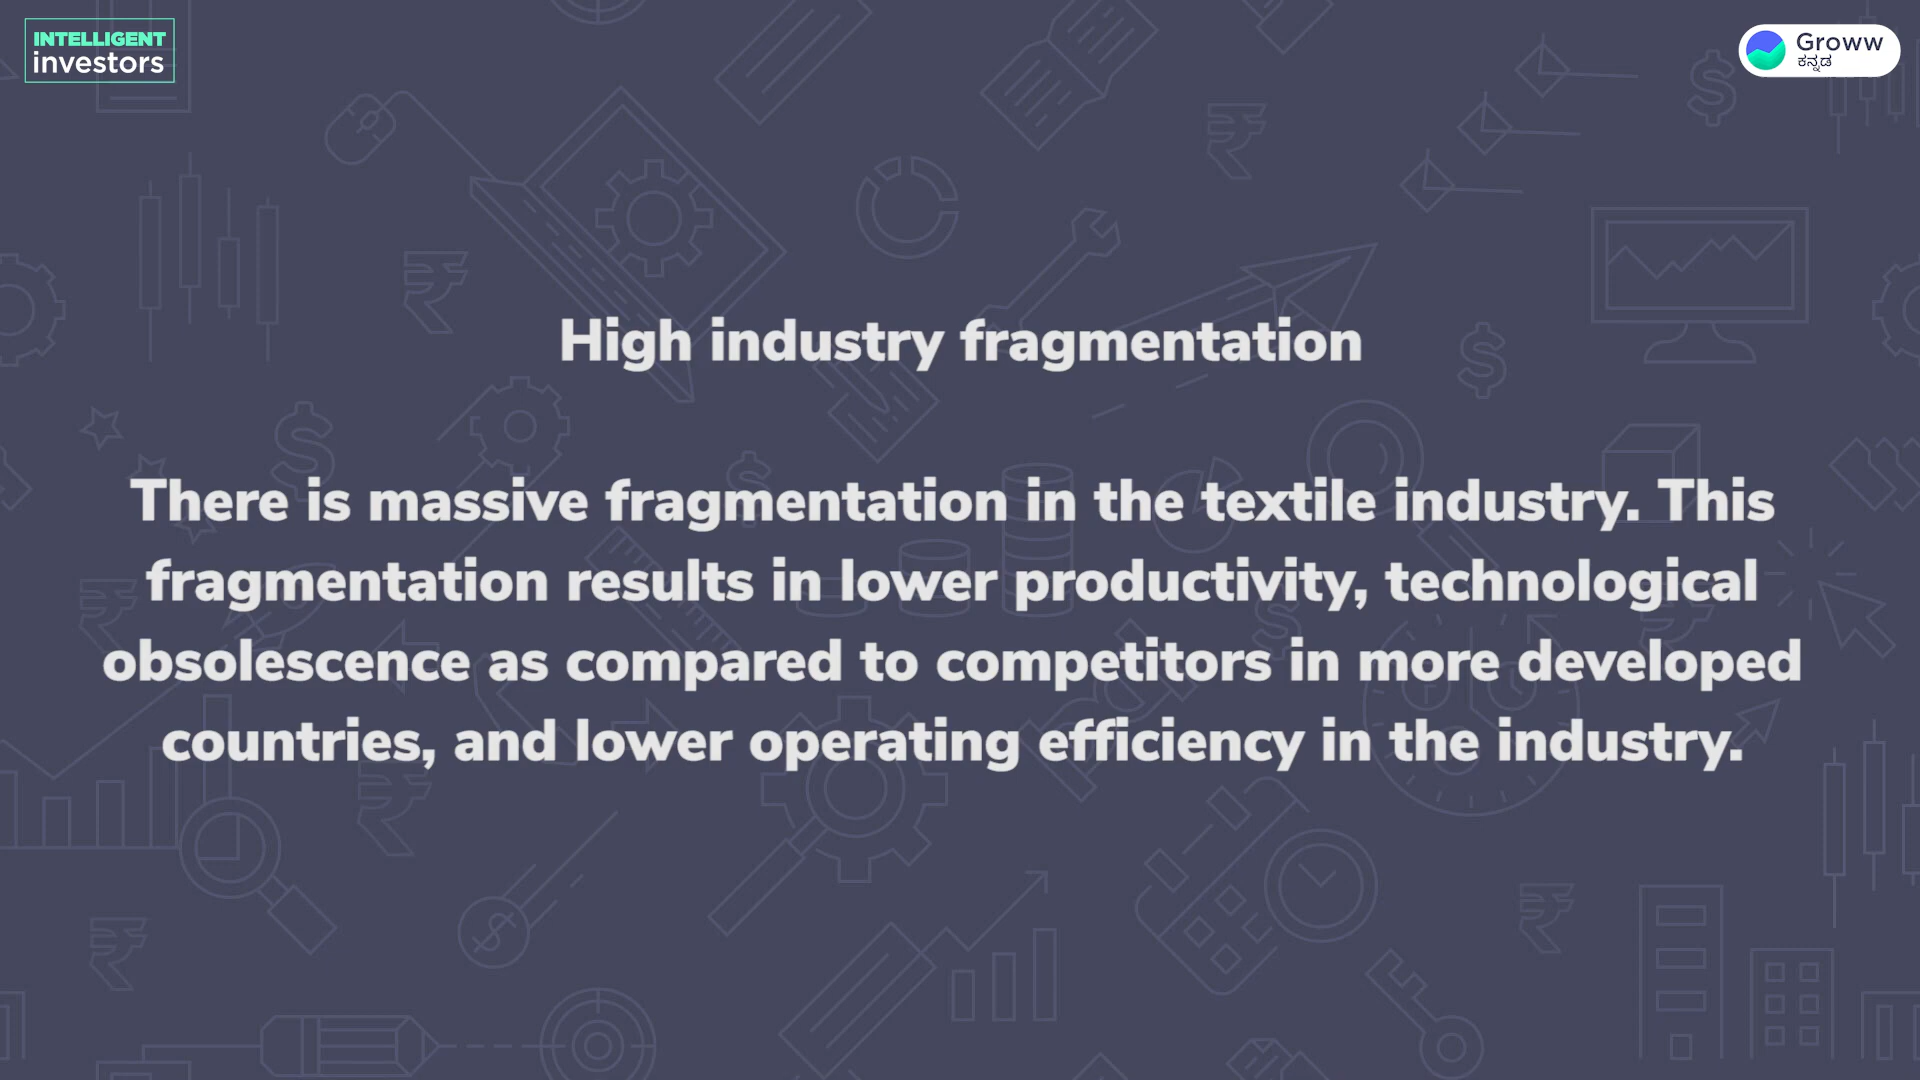 INTELLIGENT
investors
Groww
ಕನ್ನಡ
High industry fragmentation
There is massive fragmentation in the textile industry. This
fragmentation results in lower productivity, technological
obsolescence as compared to competitors in more developed
countries, and lower operating efficiency in the industry.